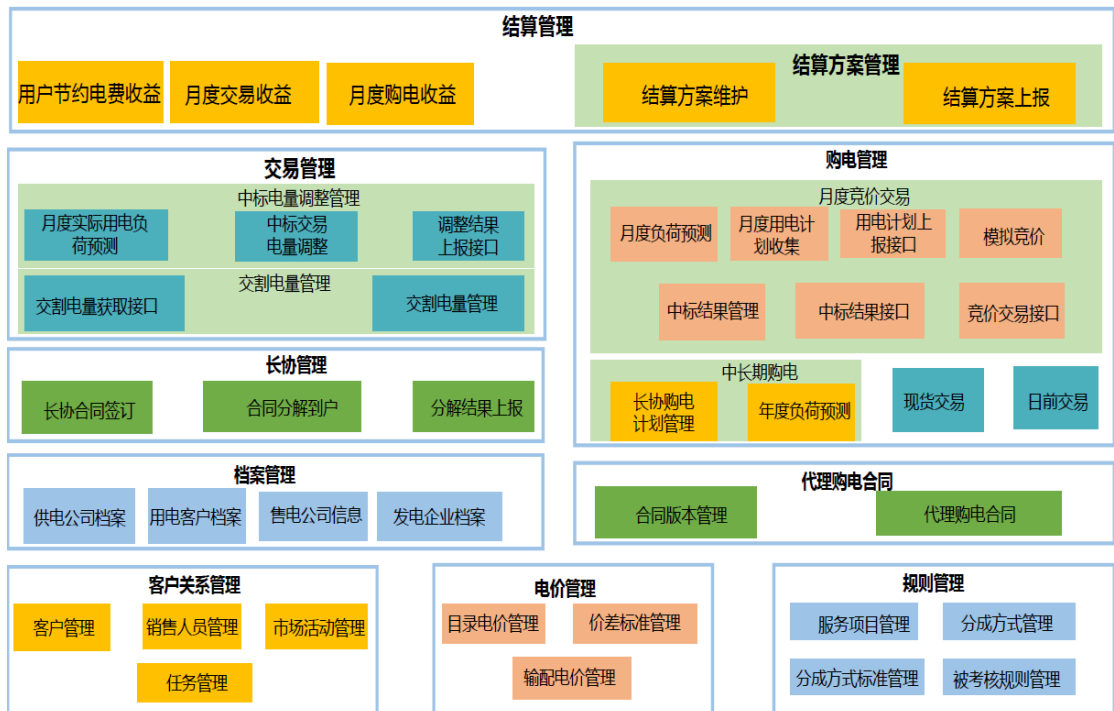 结算管理
用户节约电费收益
月度交易收益
月度购电收益
结算方案管理
结算方案维护
结算方案上报
交易管理
中标电量调整管理
月度实际用电负
荷预测
中标交易
电量调整
调整结果
上报接口
交割电量管理
交割电量获取接口
交割电量管理
购电管理
月度竞价交易
月度负荷预测
月度用电计
划收集
用电计划上
报接口
模拟竞价
中标结果管理
中标结果接口
竞价交易接口
中长期购电
长协购电
计划管理
年度负荷预测
现货交易
日前交易
长协管理
长协合同签订
合同分解到户
分解结果上报
档案管理
供电公司档案
用电客户档案
售电公司信息
发电企业档案
代理购电合同
合同版本管理
代理购电合同
客户关系管理
客户管理
销售人员管理
市场活动管理
任务管理
电价管理
目录电价管理
价差标准管理
输配电价管理
规则管理
服务项目管理
分成方式管理
分成方式标准管理
被考核规则管理